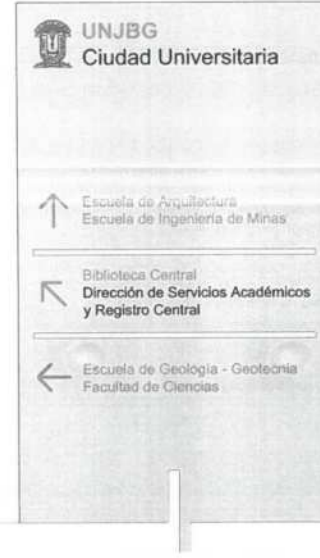 UNJBG
Ciudad Universitaria
Escuela de Arquitectura
Escuela de Ingeniería de Minas
Biblioteca Central
Dirección de Servicios Académicos
y Registro Central
Escuela de Geología - Geotecnia
Facultad de Ciencias